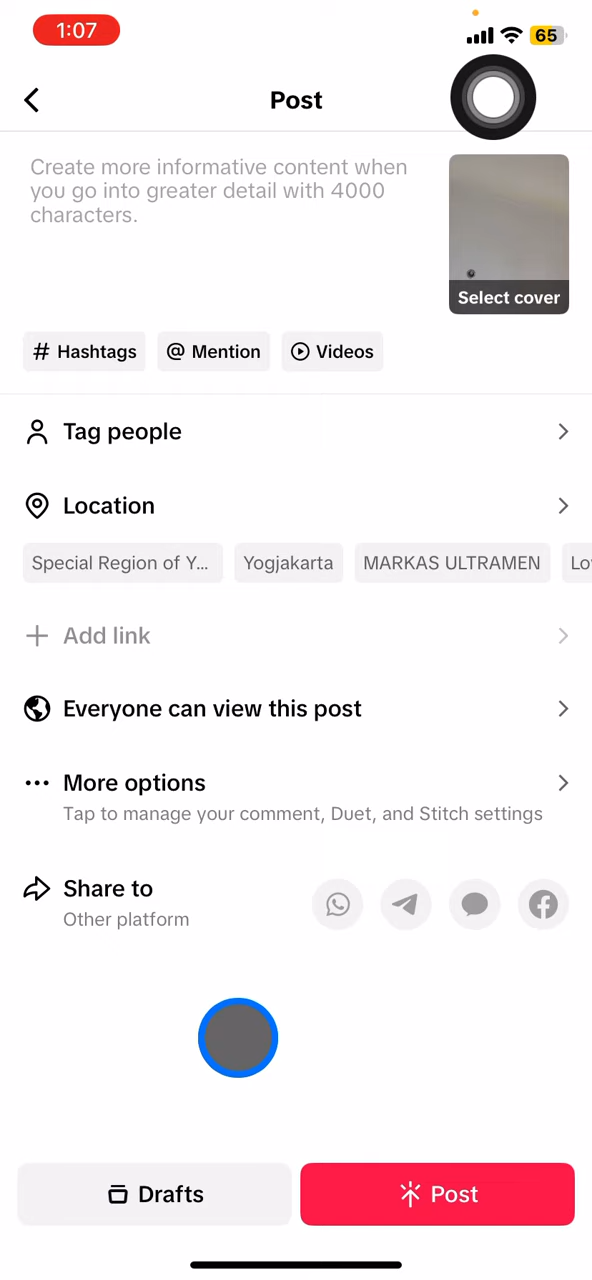 1:07
65
Post
Create more informative content when
you go into greater detail with 4000
characters.
Select cover
# Hashtags
@ Mention
Videos
Tag people
Location
Special Region of Y...
Yogjakarta
MARKAS ULTRAMEN
Lo
Add link
Everyone can view this post
More options
Tap to manage your comment, Duet, and Stitch settings
Share to
Other platform
Drafts
Post